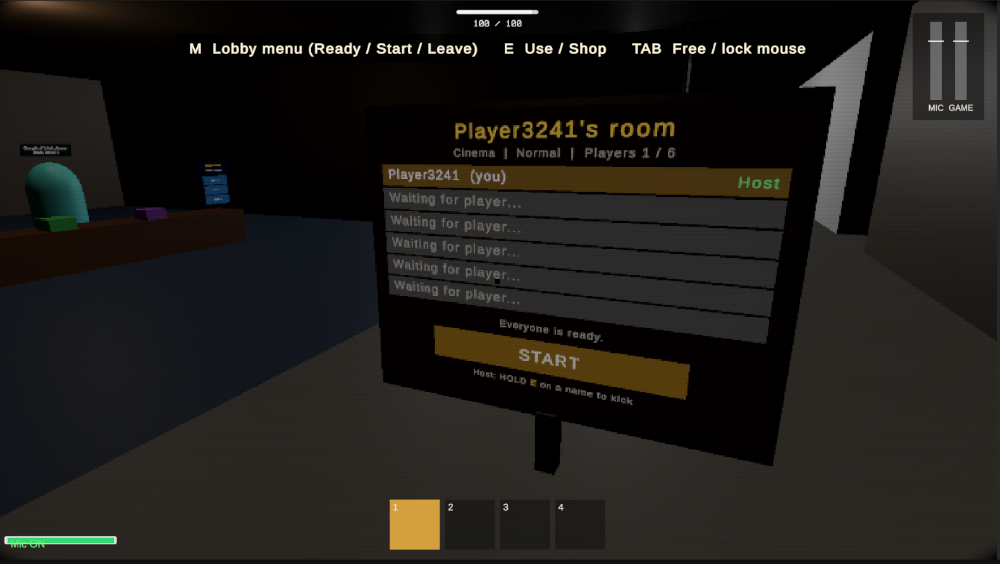 100 / 100
M Lobby menu (Ready / Start / Leave) E Use / Shop TAB Free / lock mouse
MIC GAME
Player3241's room
Cinema | Normal | Players 1 / 6
Player3241 (you) Host
Waiting for player...
Waiting for player...
Waiting for player...
Waiting for player...
Waiting for player...
Everyone is ready.
START
Host: HOLD E on a name to kick
1 2 3 4
Mic ON